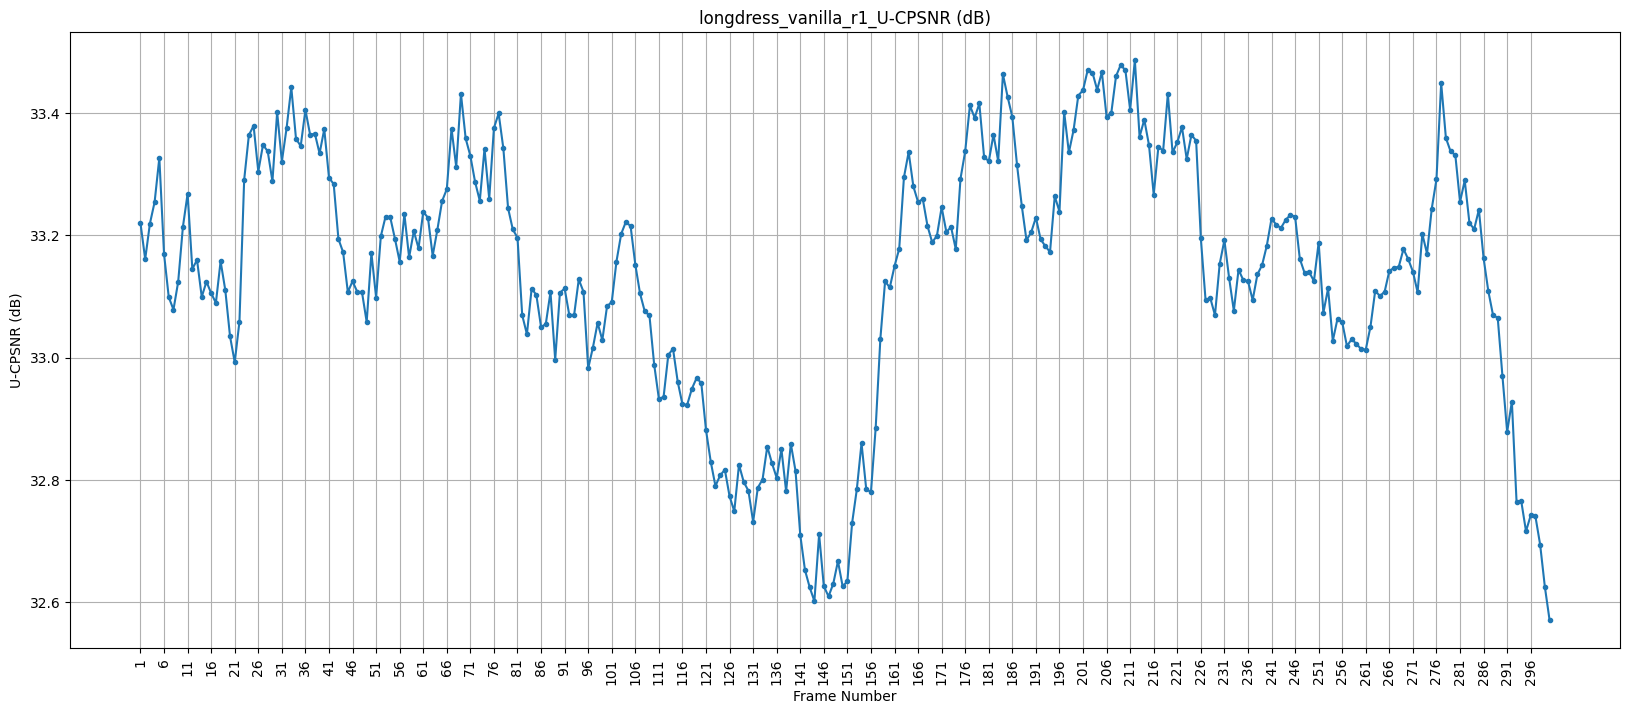 longdress_vanilla_r1_U-CPSNR (dB)
U-CPSNR (dB)
33.4
33.2
33.0
32.8
32.6
1 6 11 16 21 26 31 36 41 46 51 56 61 66 71 76 81 86 91 96 101 106 111 116 121 126 131 136 141 146 151 156 161 166 171 176 181 186 191 196 201 206 211 216 221 226 231 236 241 246 251 256 261 266 271 276 281 286 291 296
Frame Number